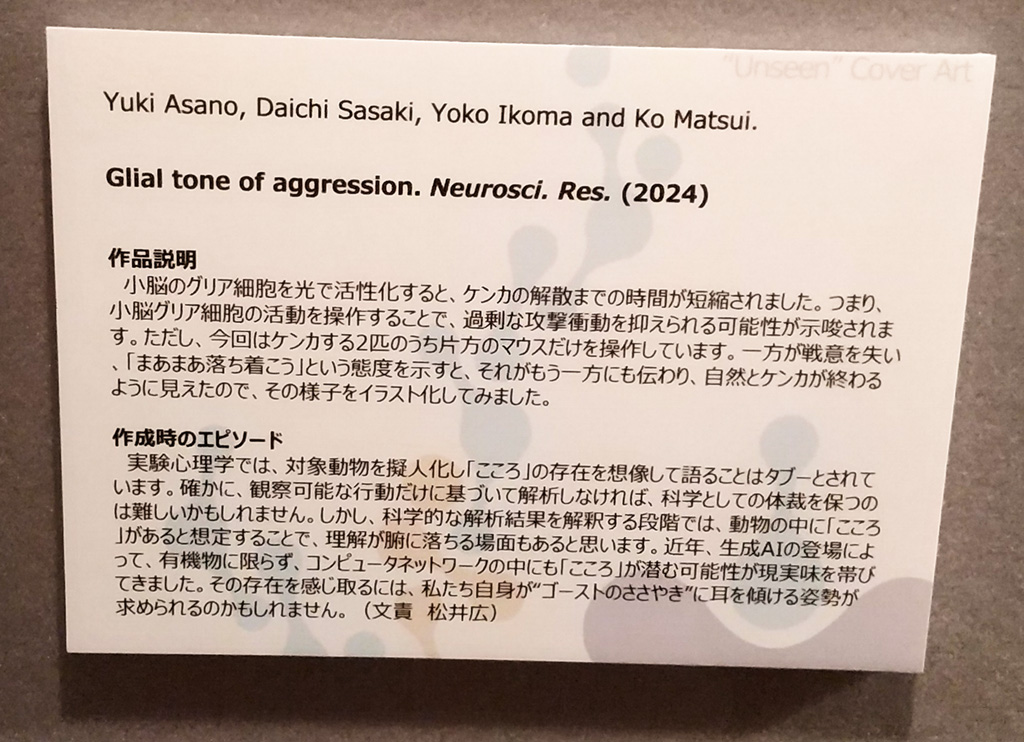 "Unseen" Cover Art
Yuki Asano, Daichi Sasaki, Yoko Ikoma and Ko Matsui.
Glial tone of aggression. Neurosci. Res. (2024)
作品説明
小脳のグリア細胞を光で活性化すると、ケンカの解散までの時間が短縮されました。つまり、
小脳グリア細胞の活動を操作することで、過剰な攻撃衝動を抑えられる可能性が示唆されま
す。ただし、今回はケンカする2匹のうち片方のマウスだけを操作しています。一方が戦意を失い
、「まあまあ落ち着こう」という態度を示すと、それがもう一方にも伝わり、自然とケンカが終わる
ように見えたので、その様子をイラスト化してみました。
作成時のエピソード
実験心理学では、対象動物を擬人化し「こころ」の存在を想像して語ることはタブーとされて
います。確かに、観察可能な行動だけに基づいて解析しなければ、科学としての体裁を保つの
は難しいかもしれません。しかし、科学的な解析結果を解釈する段階では、動物の中に「こころ
」があると想定することで、理解が腑に落ちる場面もあると思います。近年、生成AIの登場によ
って、有機物に限らず、コンピュータネットワークの中にも「こころ」が潜む可能性が現実味を帯び
てきました。その存在を感じ取るには、私たち自身が“ゴーストのささやき”に耳を傾ける姿勢が
求められるのかもしれません。（文責　松井広）